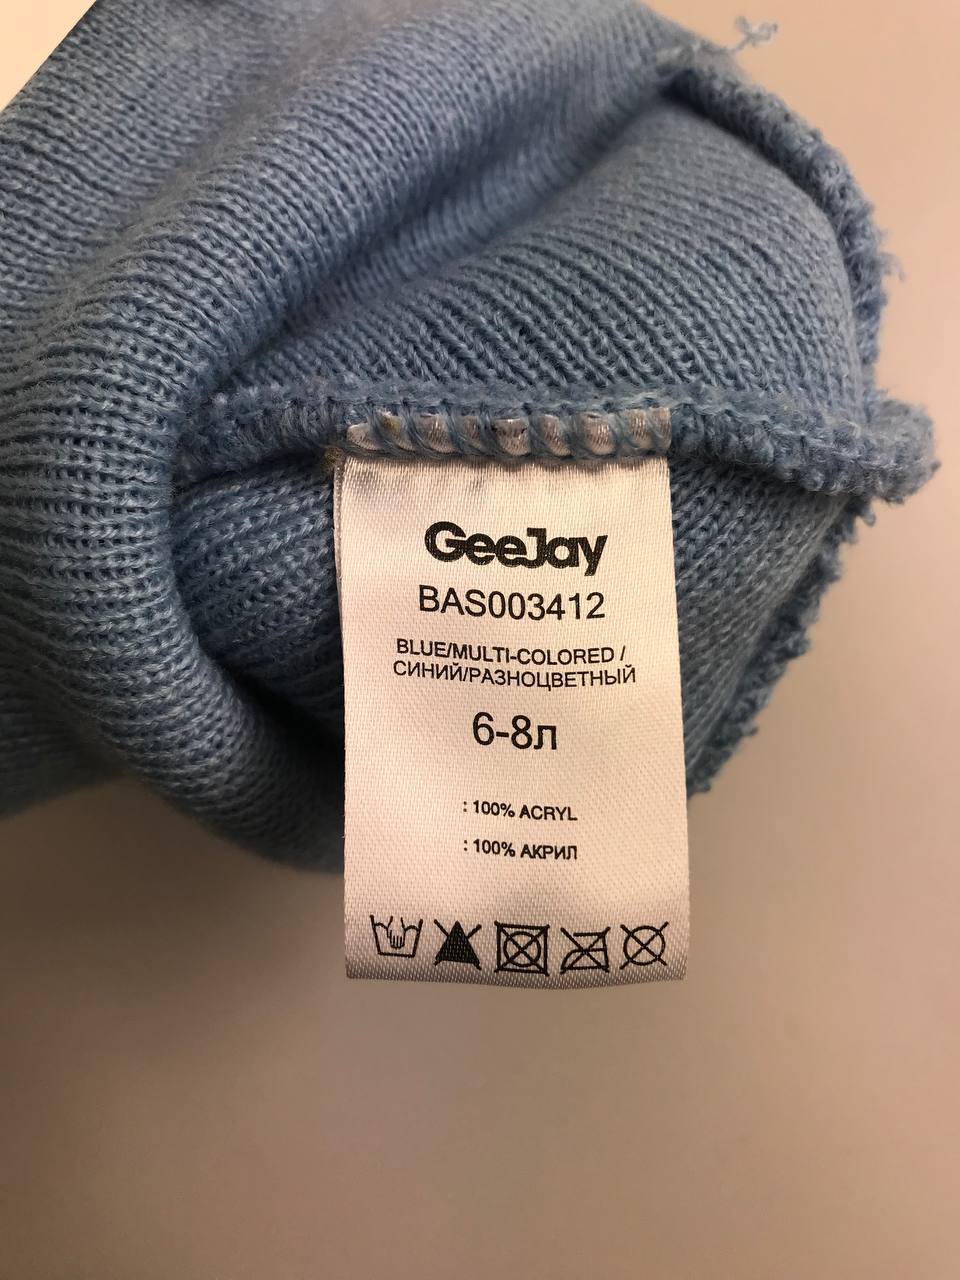 GeeJay
BAS003412
BLUE/MULTI-COLORED /
СИНИЙ/РАЗНОЦВЕТНЫЙ
6-8л
: 100% ACRYL
: 100% АКРИЛ